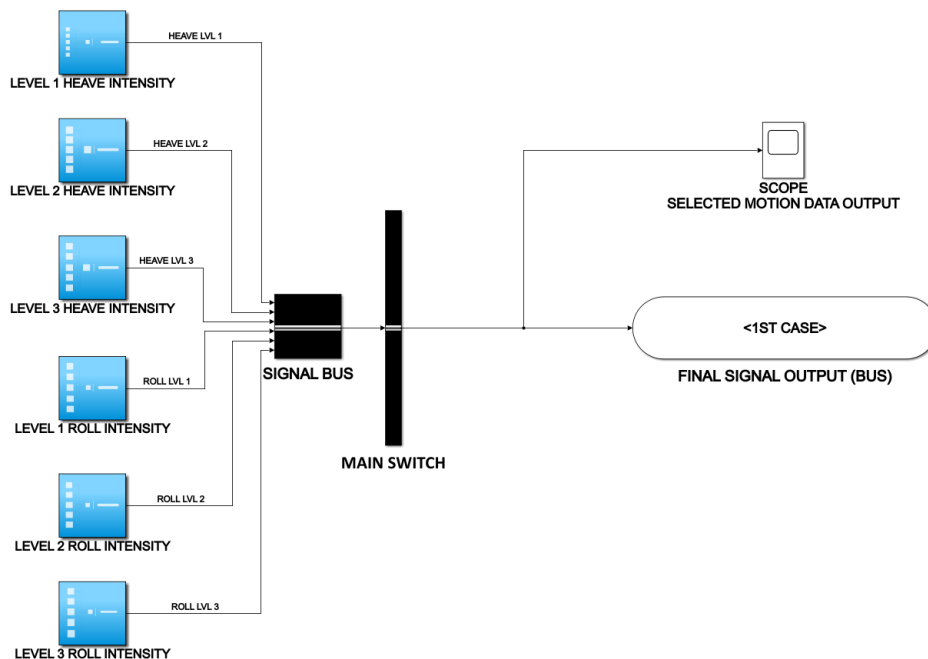 HEAVE LVL 1
LEVEL 1 HEAVE INTENSITY
HEAVE LVL 2
LEVEL 2 HEAVE INTENSITY
SCOPE
SELECTED MOTION DATA OUTPUT
HEAVE LVL 3
LEVEL 3 HEAVE INTENSITY
<1ST CASE>
SIGNAL BUS
FINAL SIGNAL OUTPUT (BUS)
ROLL LVL 1
LEVEL 1 ROLL INTENSITY
MAIN SWITCH
ROLL LVL 2
LEVEL 2 ROLL INTENSITY
ROLL LVL 3
LEVEL 3 ROLL INTENSITY